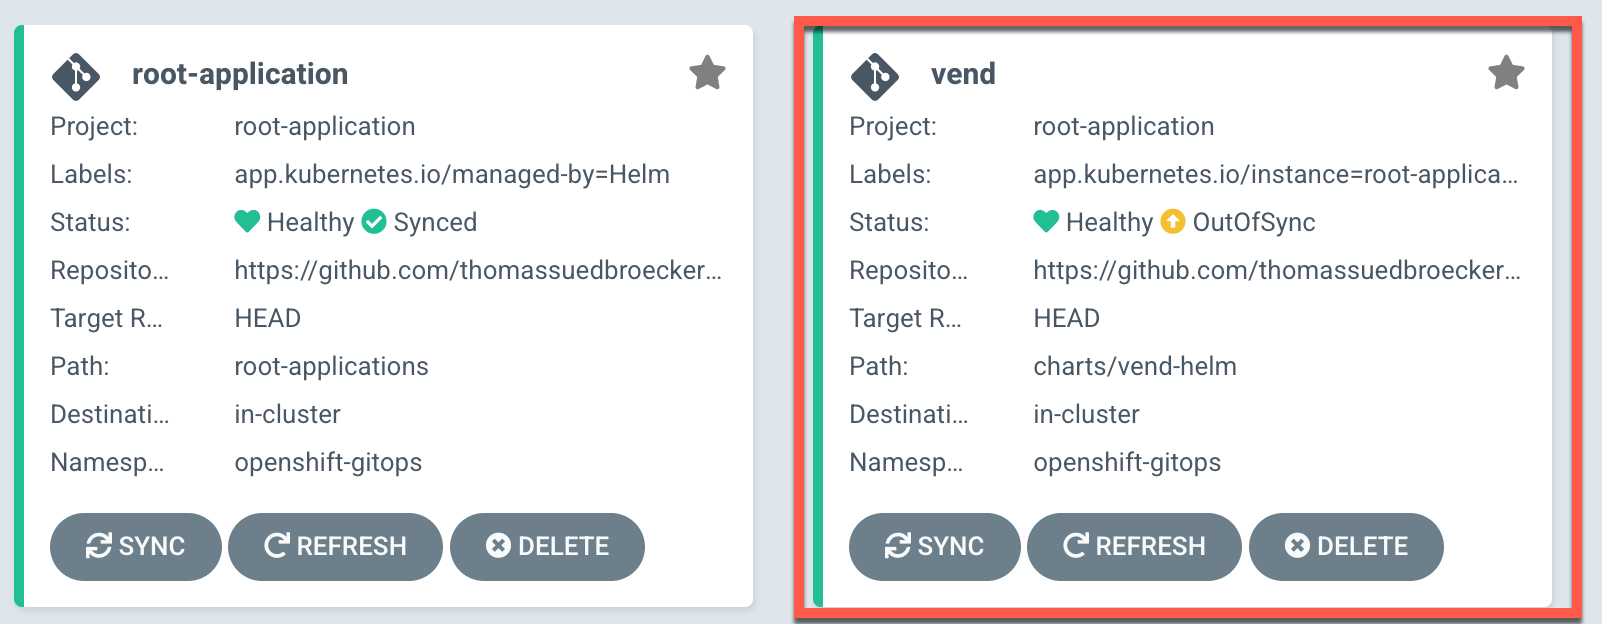 root-application
Project: root-application
Labels: app.kubernetes.io/managed-by=Helm
Status: Healthy Synced
Reposito... https://github.com/thomassuedbroecker...
Target R... HEAD
Path: root-applications
Destinati... in-cluster
Namesp... openshift-gitops
SYNC REFRESH DELETE
vend
Project: root-application
Labels: app.kubernetes.io/instance=root-applica...
Status: Healthy OutOfSync
Reposito... https://github.com/thomassuedbroecker...
Target R... HEAD
Path: charts/vend-helm
Destinati... in-cluster
Namesp... openshift-gitops
SYNC REFRESH DELETE